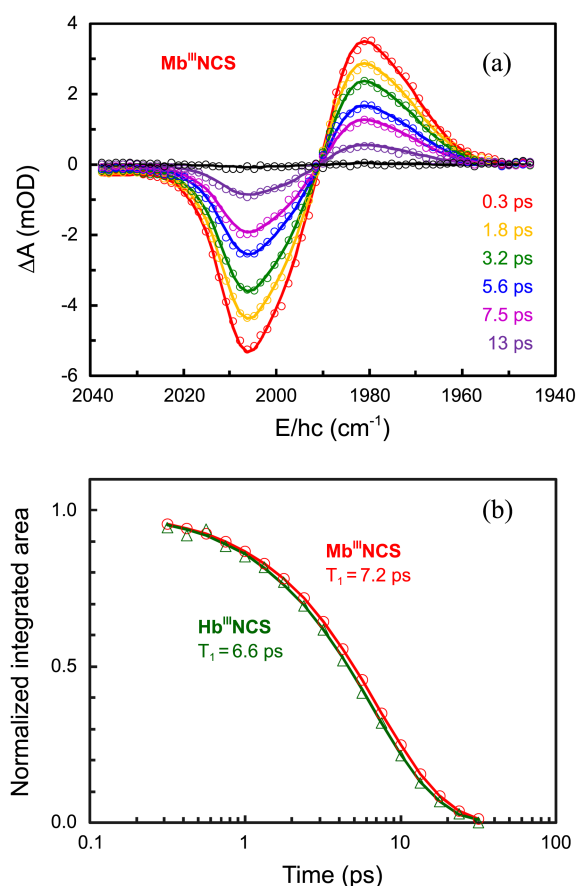 Mb^III NCS
(a)
4
2
0
-2
-4
-6
ΔA (mOD)
0.3 ps
1.8 ps
3.2 ps
5.6 ps
7.5 ps
13 ps
2040 2020 2000 1980 1960 1940
E/hc (cm⁻¹)
(b)
1.0
0.5
0.0
Normalized integrated area
Mb^III NCS
T₁ = 7.2 ps
Hb^III NCS
T₁ = 6.6 ps
0.1 1 10 100
Time (ps)